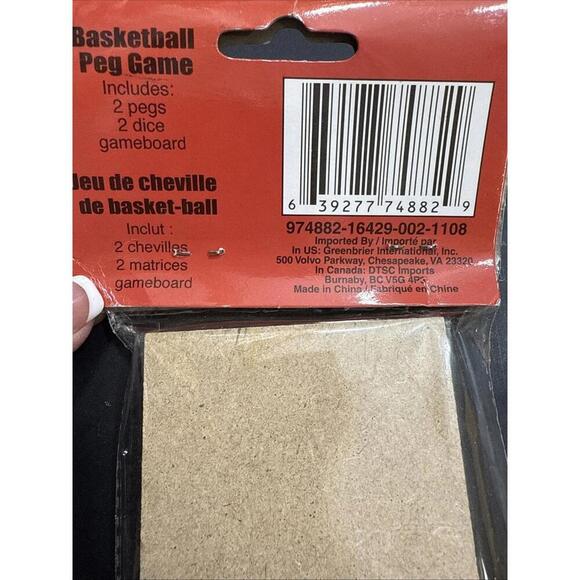 Basketball
Peg Game
Includes:
2 pegs
2 dice
gameboard
Jeu de cheville
de basket-ball
Inclut :
2 chevilles
2 matrices
gameboard
6 39277 74882 9
974882-16429-002-1108
Imported By / Importé par
In US: Greenbrier International, Inc.
500 Volvo Parkway, Chesapeake, VA 23320
In Canada: DTSC Imports
Burnaby, BC V5G 4P3
Made in China / Fabriqué en Chine